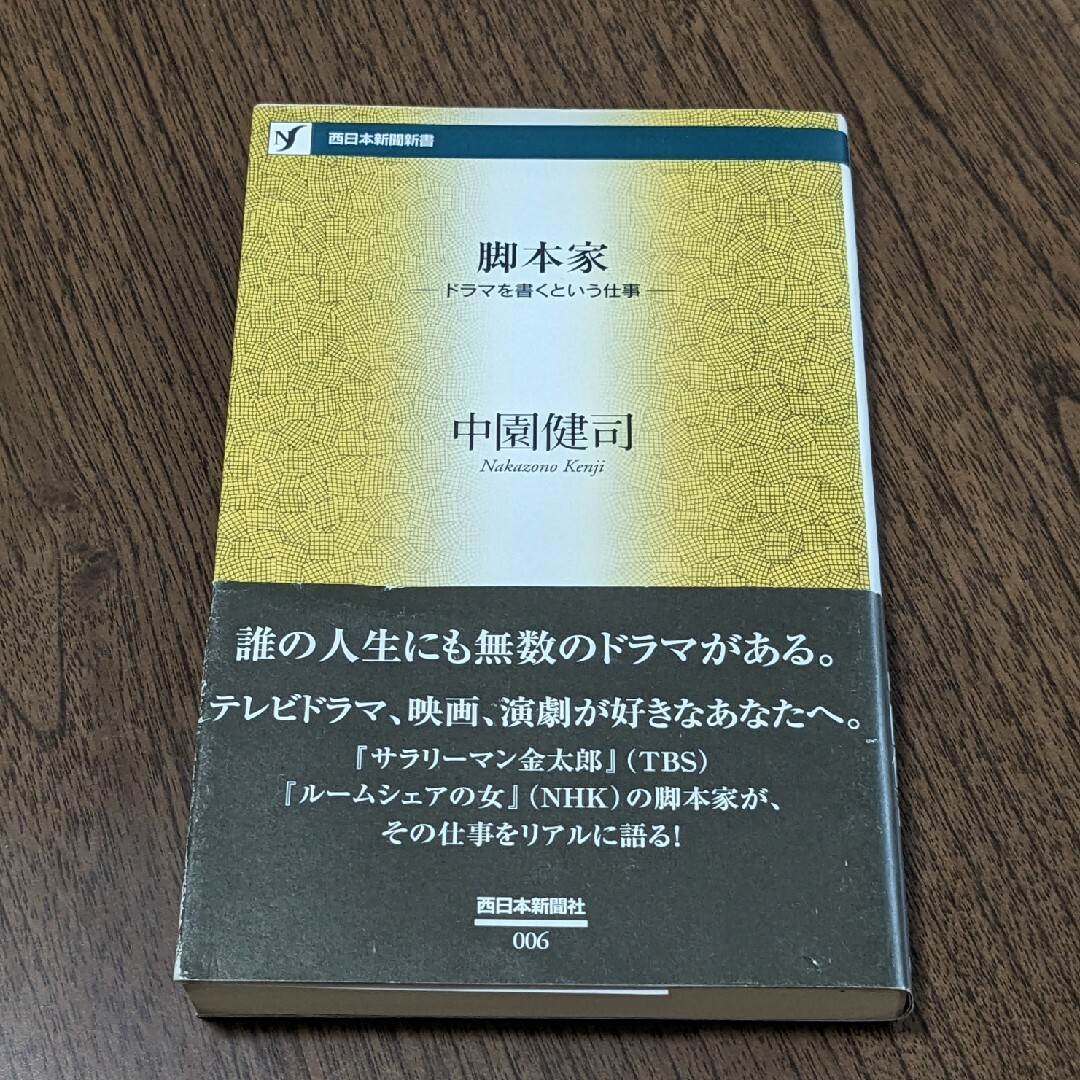 西日本新聞新書
脚本家
ドラマを書くという仕事
中園健司
Nakazono Kenji
誰の人生にも無数のドラマがある。
テレビドラマ、映画、演劇が好きなあなたへ。
『サラリーマン金太郎』(TBS)
『ルームシェアの女』(NHK)の脚本家が、
その仕事をリアルに語る!
西日本新聞社
006